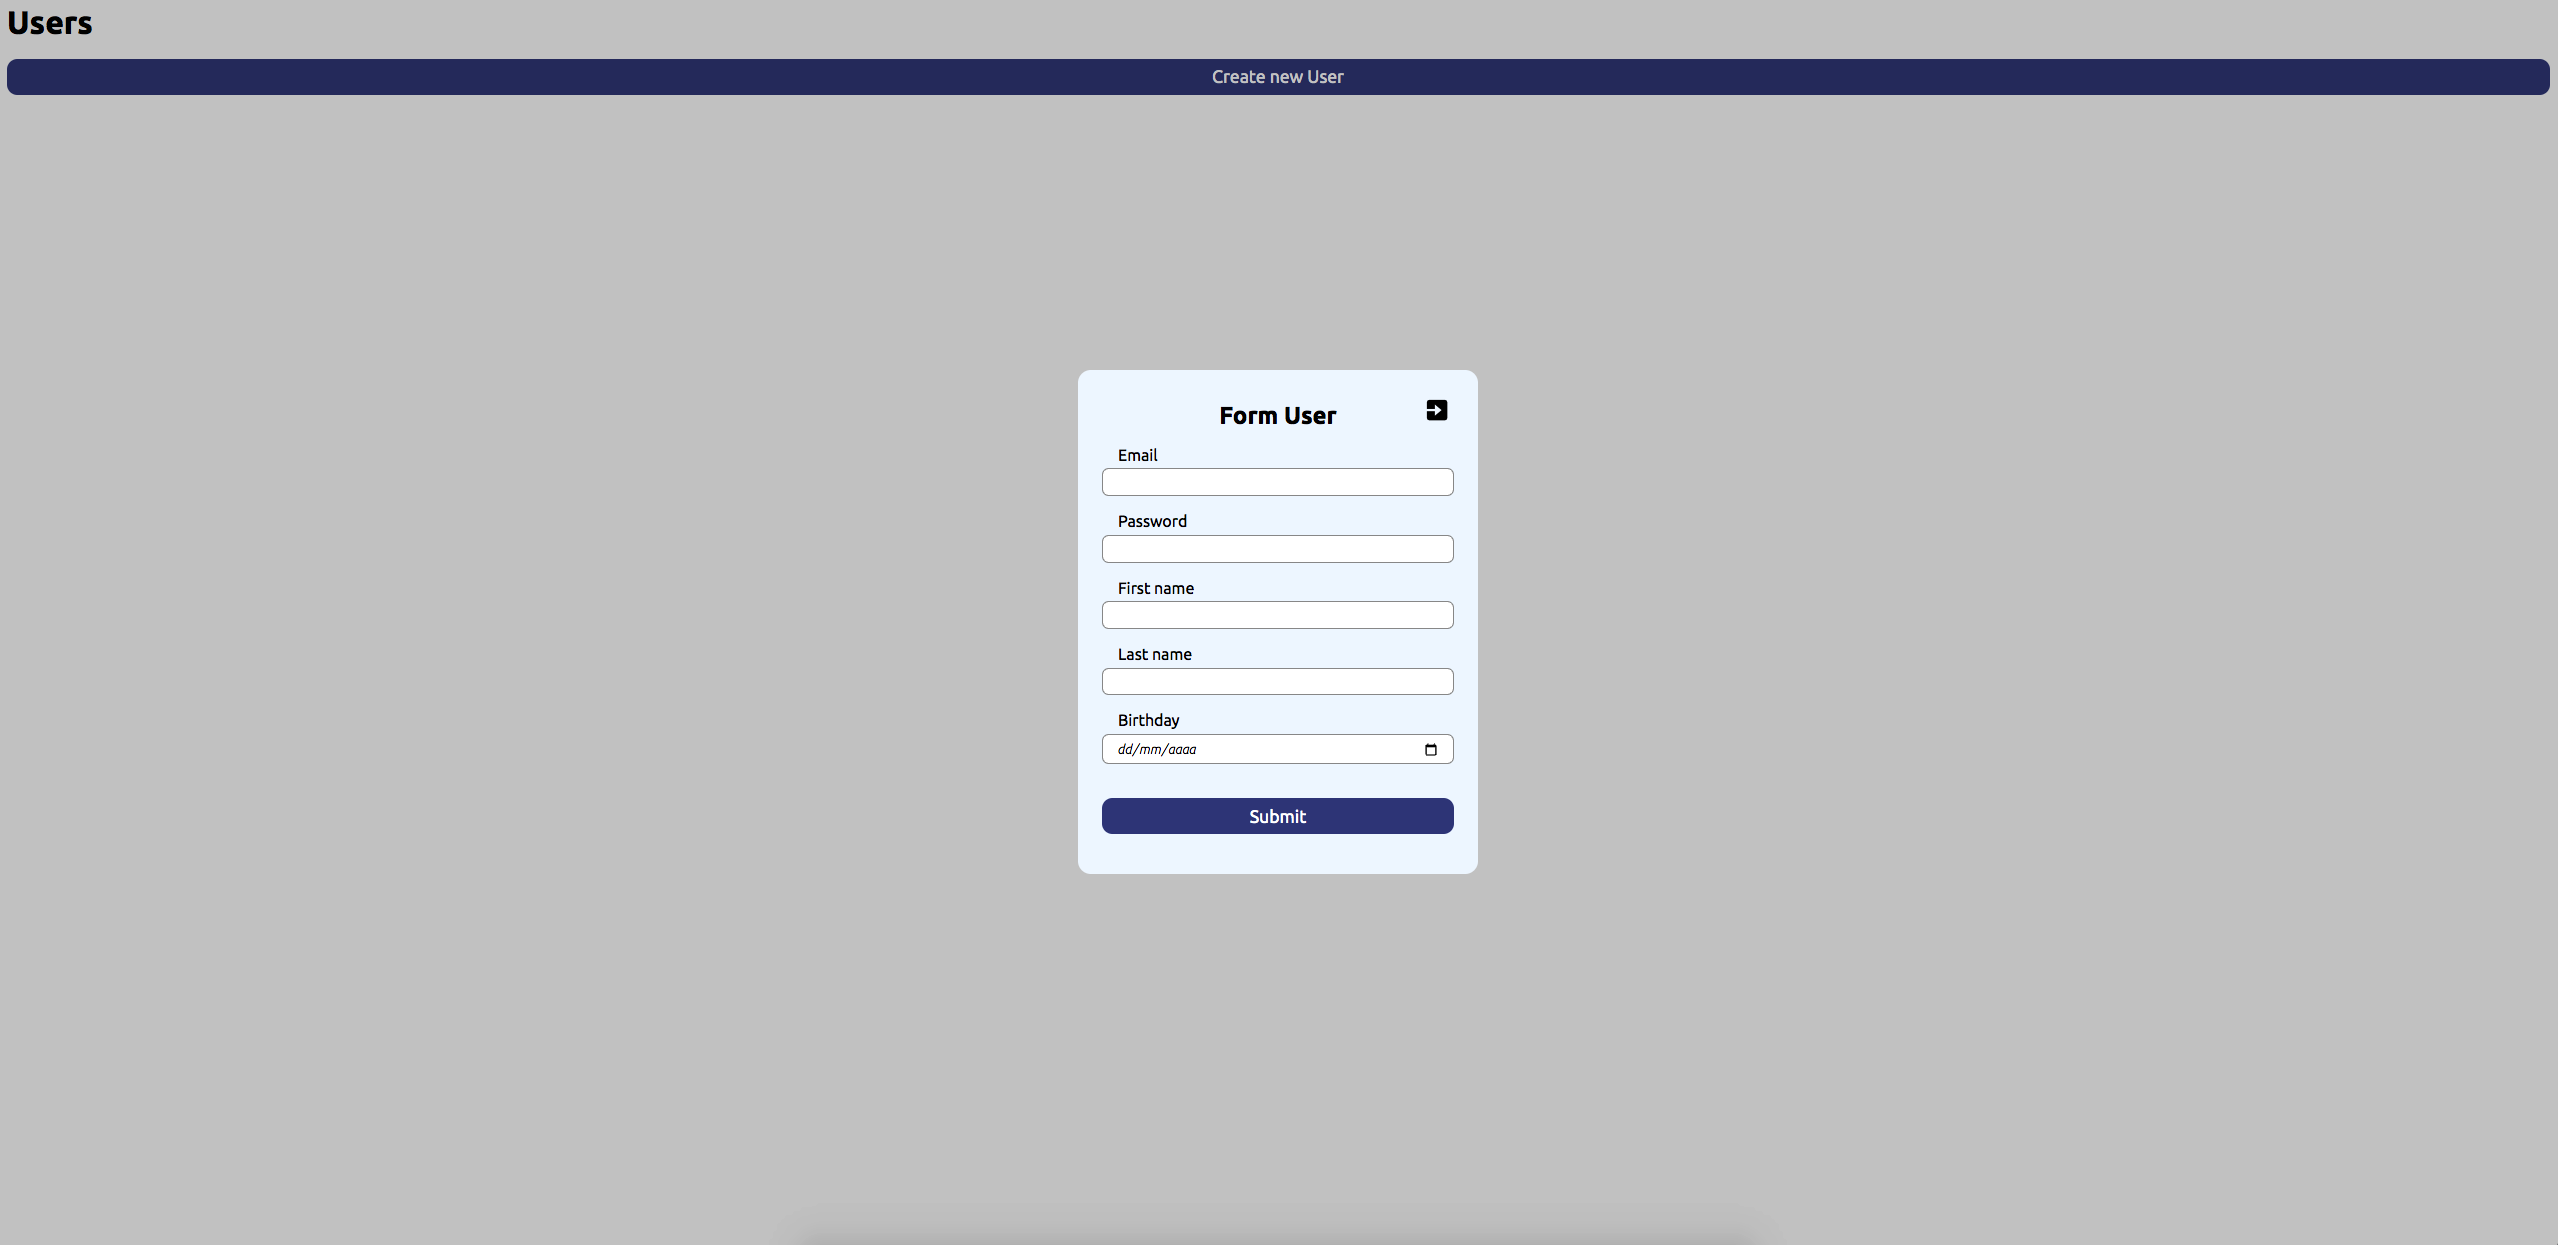 Users
Create new User
Form User
Email
Password
First name
Last name
Birthday
dd/mm/aaaa
Submit